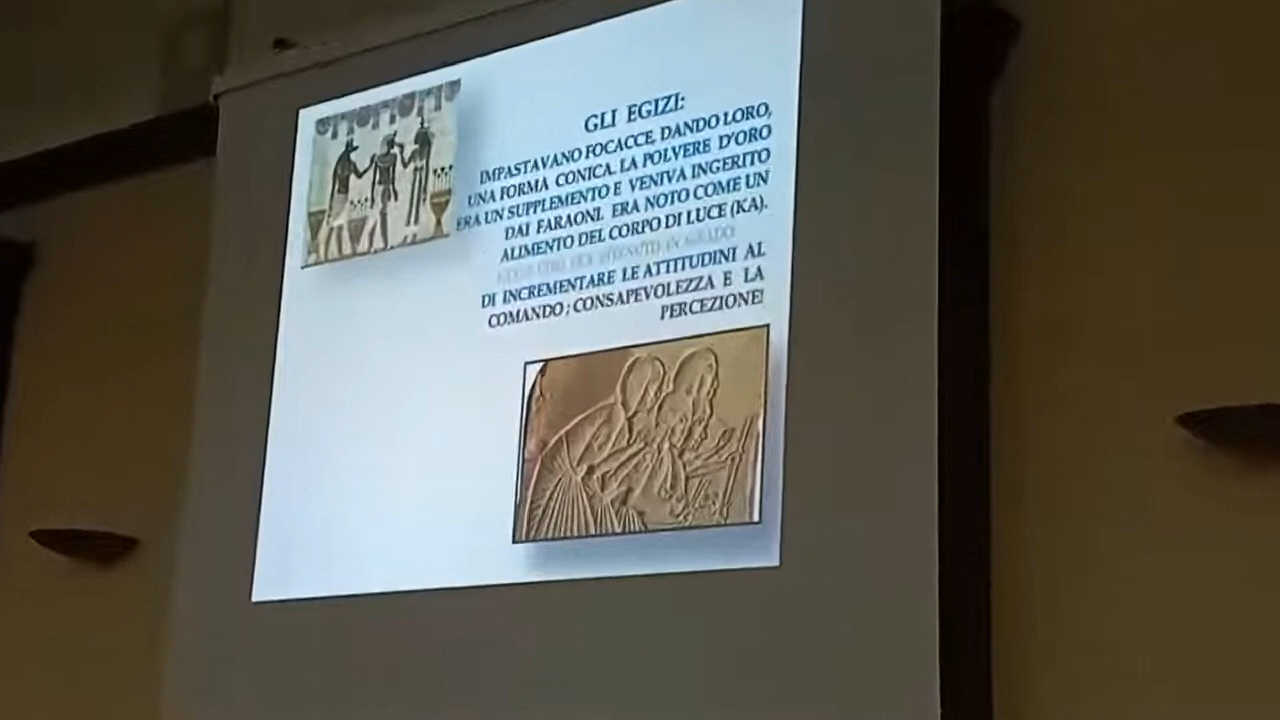 GLI EGIZI:
IMPASTAVANO FOCACCE, DANDO LORO,
UNA FORMA CONICA. LA POLVERE D'ORO
ERA UN SUPPLEMENTO E VENIVA INGERITO
DAI FARAONI. ERA NOTO COME UN
ALIMENTO DEL CORPO DI LUCE (KA).
DI INCREMENTARE LE ATTITUDINI AL
COMANDO ; CONSAPEVOLEZZA E LA
PERCEZIONE!